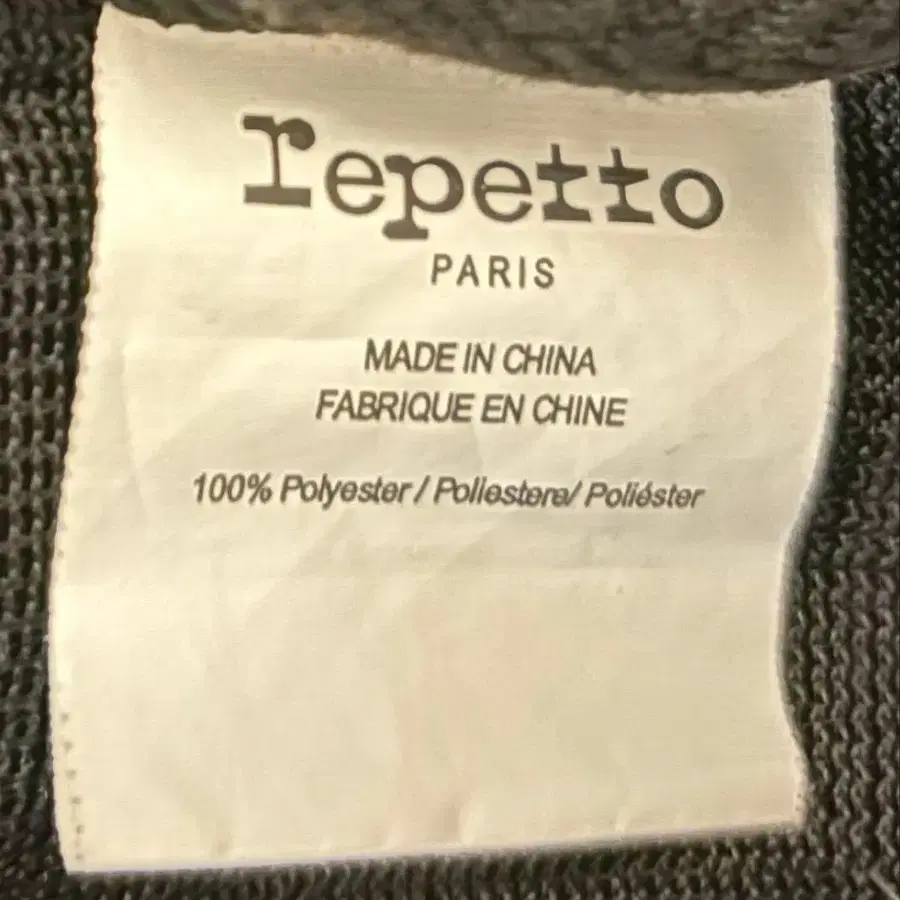 repetto
PARIS
MADE IN CHINA
FABRIQUE EN CHINE
100% Polyester / Poliestere/ Poliéster